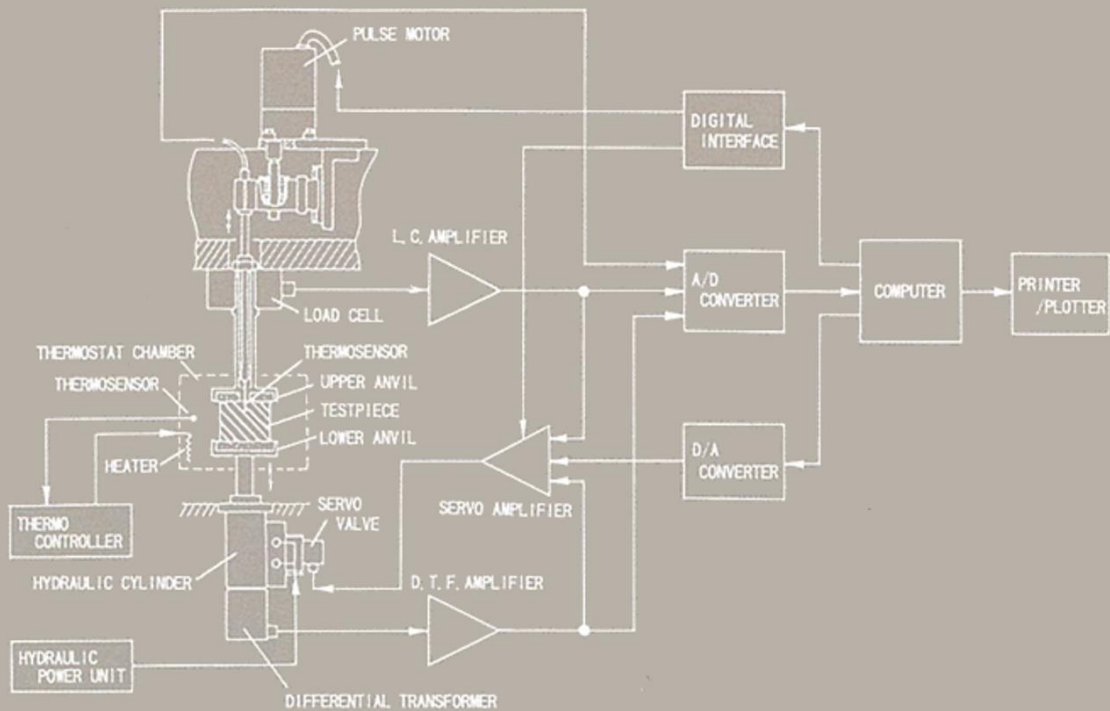 PULSE MOTOR
DIGITAL
INTERFACE
L. C. AMPLIFIER
A/D
CONVERTER
COMPUTER
PRINTER
/PLOTTER
LOAD CELL
THERMOSTAT CHAMBER
THERMOSENSOR
THERMOSENSOR
UPPER ANVIL
TESTPIECE
LOWER ANVIL
HEATER
D/A
CONVERTER
SERVO AMPLIFIER
SERVO
VALVE
THERMO
CONTROLLER
HYDRAULIC CYLINDER
D. T. F. AMPLIFIER
HYDRAULIC
POWER UNIT
DIFFERENTIAL TRANSFORMER